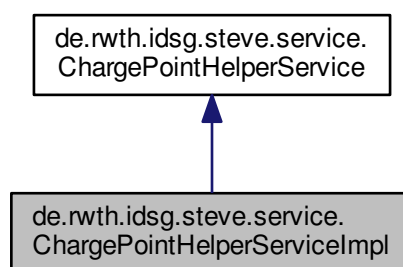 de.rwth.idsg.steve.service.
ChargePointHelperService
de.rwth.idsg.steve.service.
ChargePointHelperServiceImpl